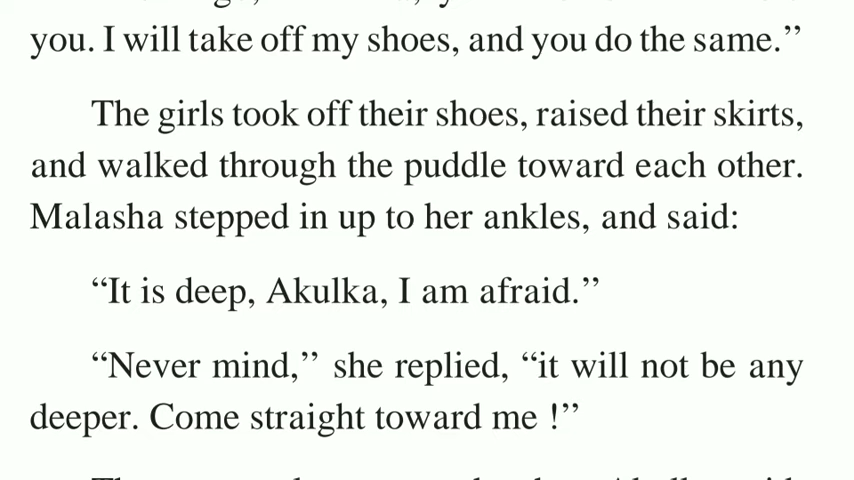 you. I will take off my shoes, and you do the same.”
The girls took off their shoes, raised their skirts,
and walked through the puddle toward each other.
Malasha stepped in up to her ankles, and said:
“It is deep, Akulka, I am afraid.”
“Never mind,” she replied, “it will not be any
deeper. Come straight toward me !”